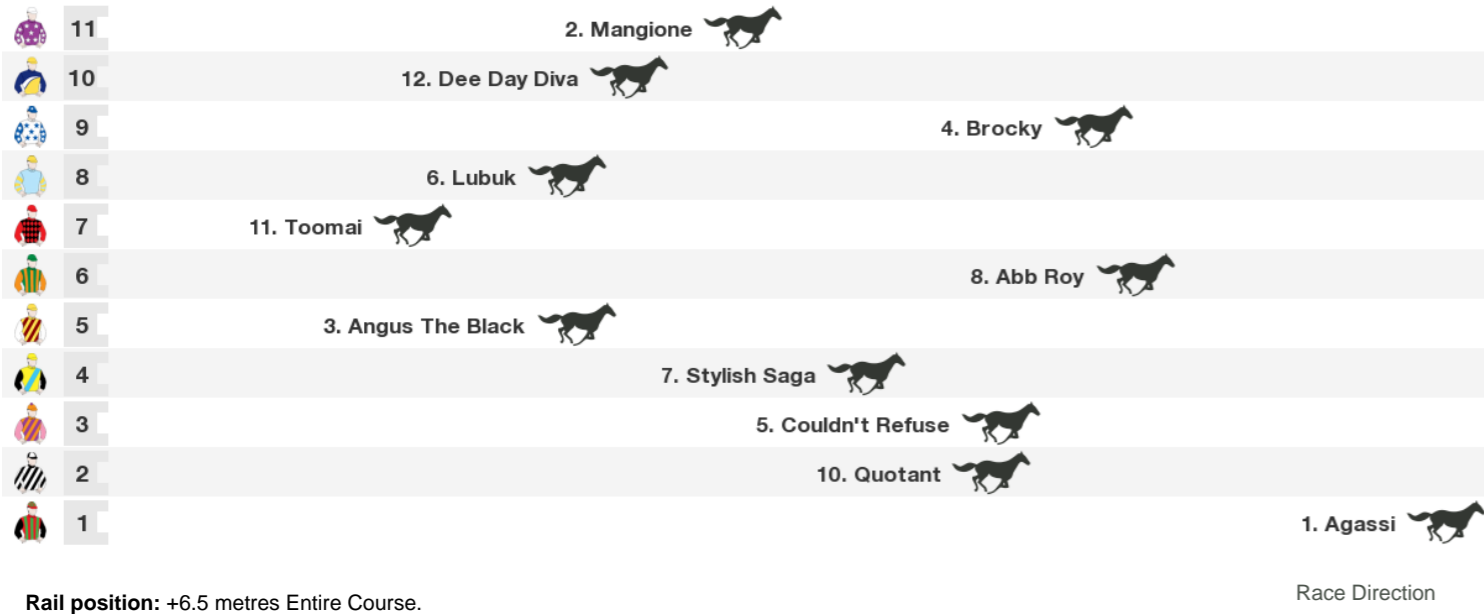 11 2. Mangione
10 12. Dee Day Diva
9 4. Brocky
8 6. Lubuk
7 11. Toomai
6 8. Abb Roy
5 3. Angus The Black
4 7. Stylish Saga
3 5. Couldn't Refuse
2 10. Quotant
1 1. Agassi
Race Direction
Rail position: +6.5 metres Entire Course.